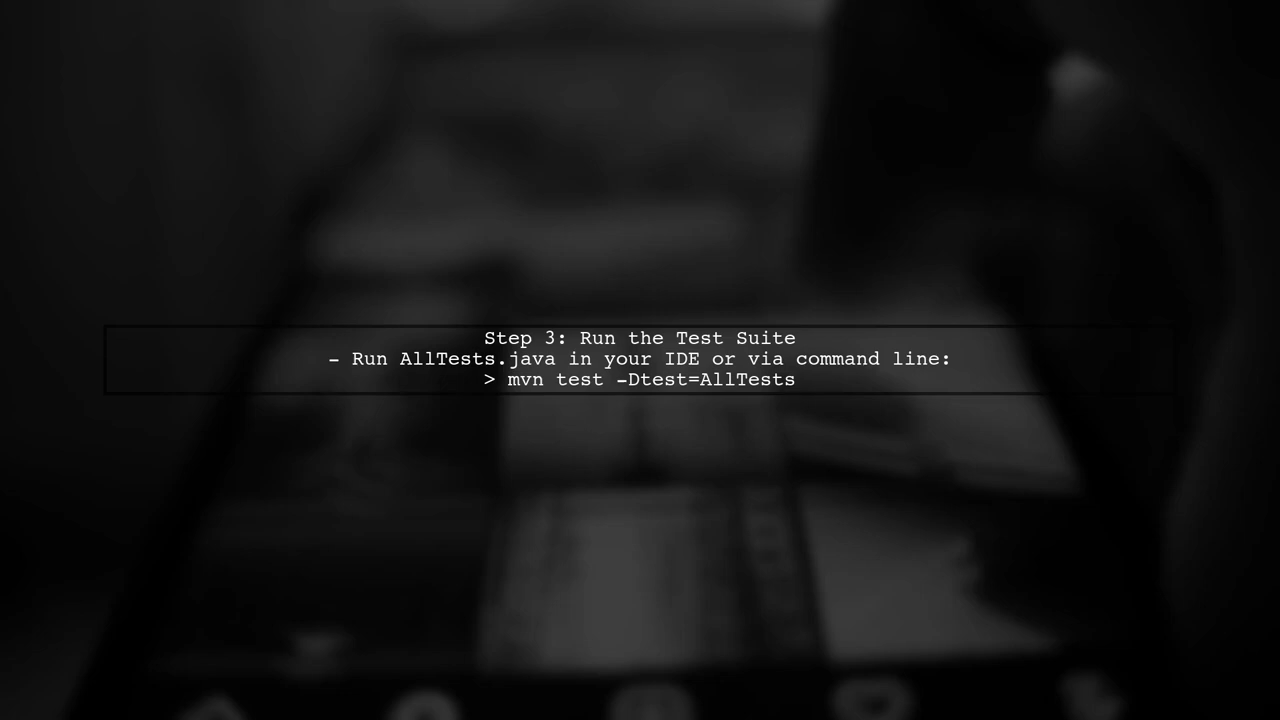 Step 3: Run the Test Suite
- Run AllTests.java in your IDE or via command line:
> mvn test -Dtest=AllTests